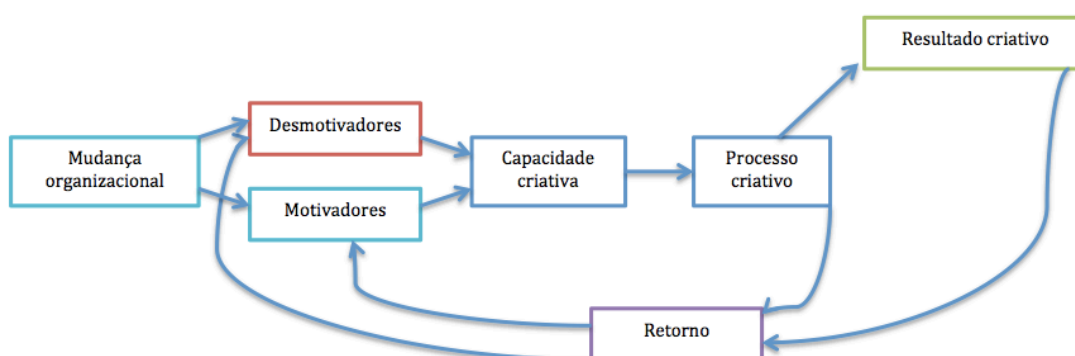 Resultado criativo
Desmotivadores
Mudança
organizacional
Capacidade
criativa
Processo
criativo
Motivadores
Retorno